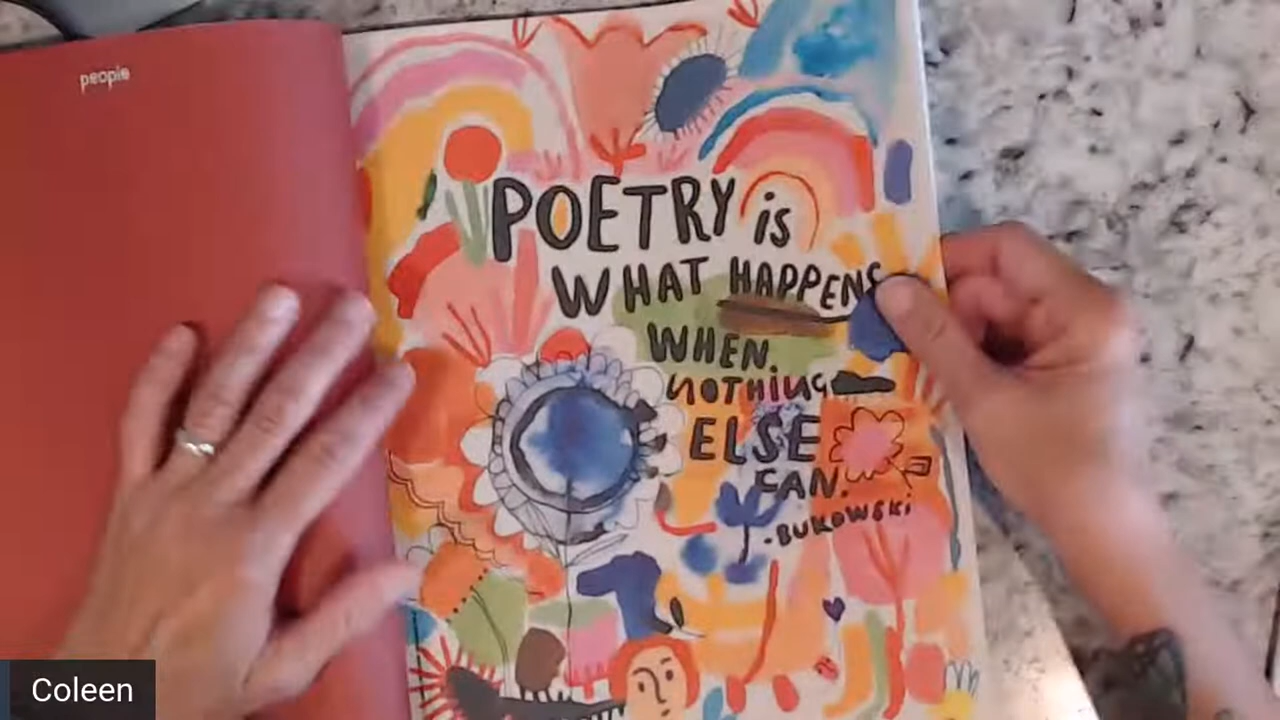 people
POETRY is
WHAT HAPPENS
WHEN.
NOTHING
ELSE
CAN.
-BUKOWSKi
Coleen